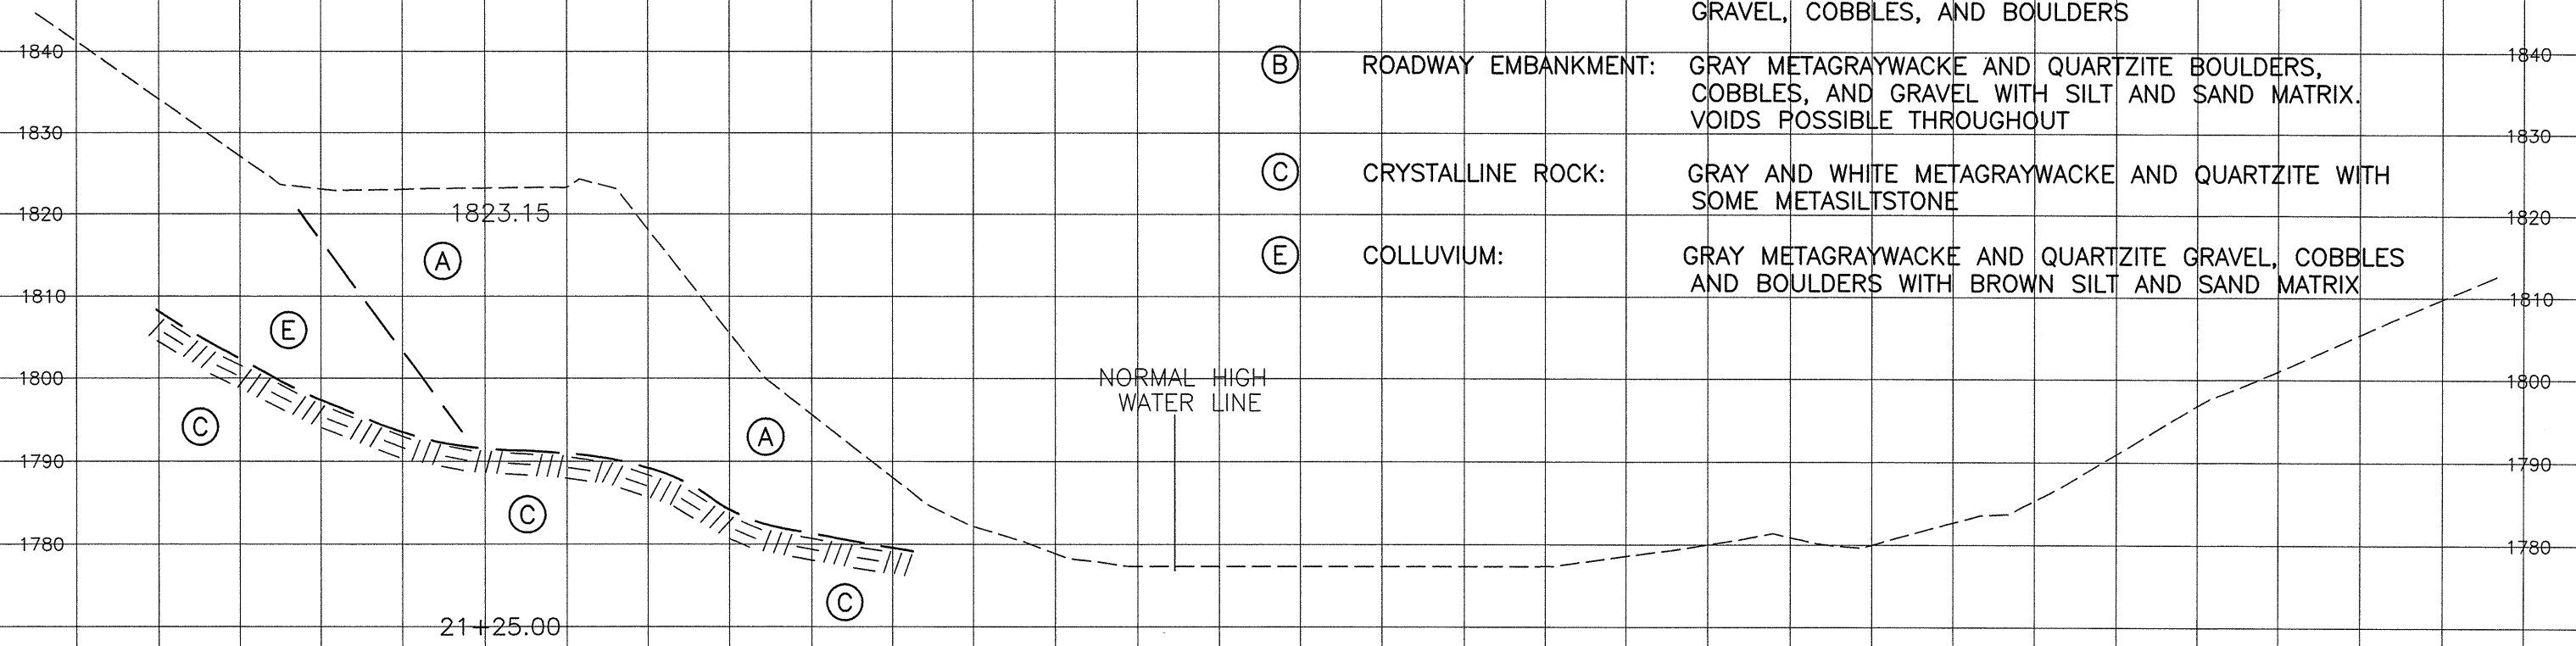 GRAVEL, COBBLES, AND BOULDERS
1840 1840
B ROADWAY EMBANKMENT: GRAY METAGRAYWACKE AND QUARTZITE BOULDERS,
COBBLES, AND GRAVEL WITH SILT AND SAND MATRIX.
VOIDS POSSIBLE THROUGHOUT
1830 1830
C CRYSTALLINE ROCK: GRAY AND WHITE METAGRAYWACKE AND QUARTZITE WITH
SOME METASILTSTONE
1820 1823.15 1820
A
E COLLUVIUM: GRAY METAGRAYWACKE AND QUARTZITE GRAVEL, COBBLES
AND BOULDERS WITH BROWN SILT AND SAND MATRIX
1810 1810
E
1800 NORMAL HIGH 1800
WATER LINE
C
A
1790 1790
C
1780 1780
C
21+25.00